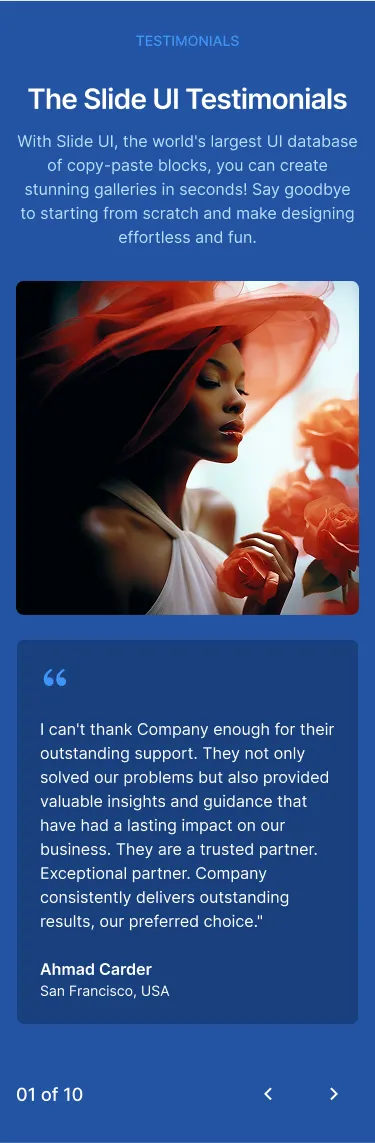 TESTIMONIALS
The Slide UI Testimonials
With Slide UI, the world's largest UI database
of copy-paste blocks, you can create
stunning galleries in seconds! Say goodbye
to starting from scratch and make designing
effortless and fun.
“
I can't thank Company enough for their
outstanding support. They not only
solved our problems but also provided
valuable insights and guidance that
have had a lasting impact on our
business. They are a trusted partner.
Exceptional partner. Company
consistently delivers outstanding
results, our preferred choice."
Ahmad Carder
San Francisco, USA
01 of 10